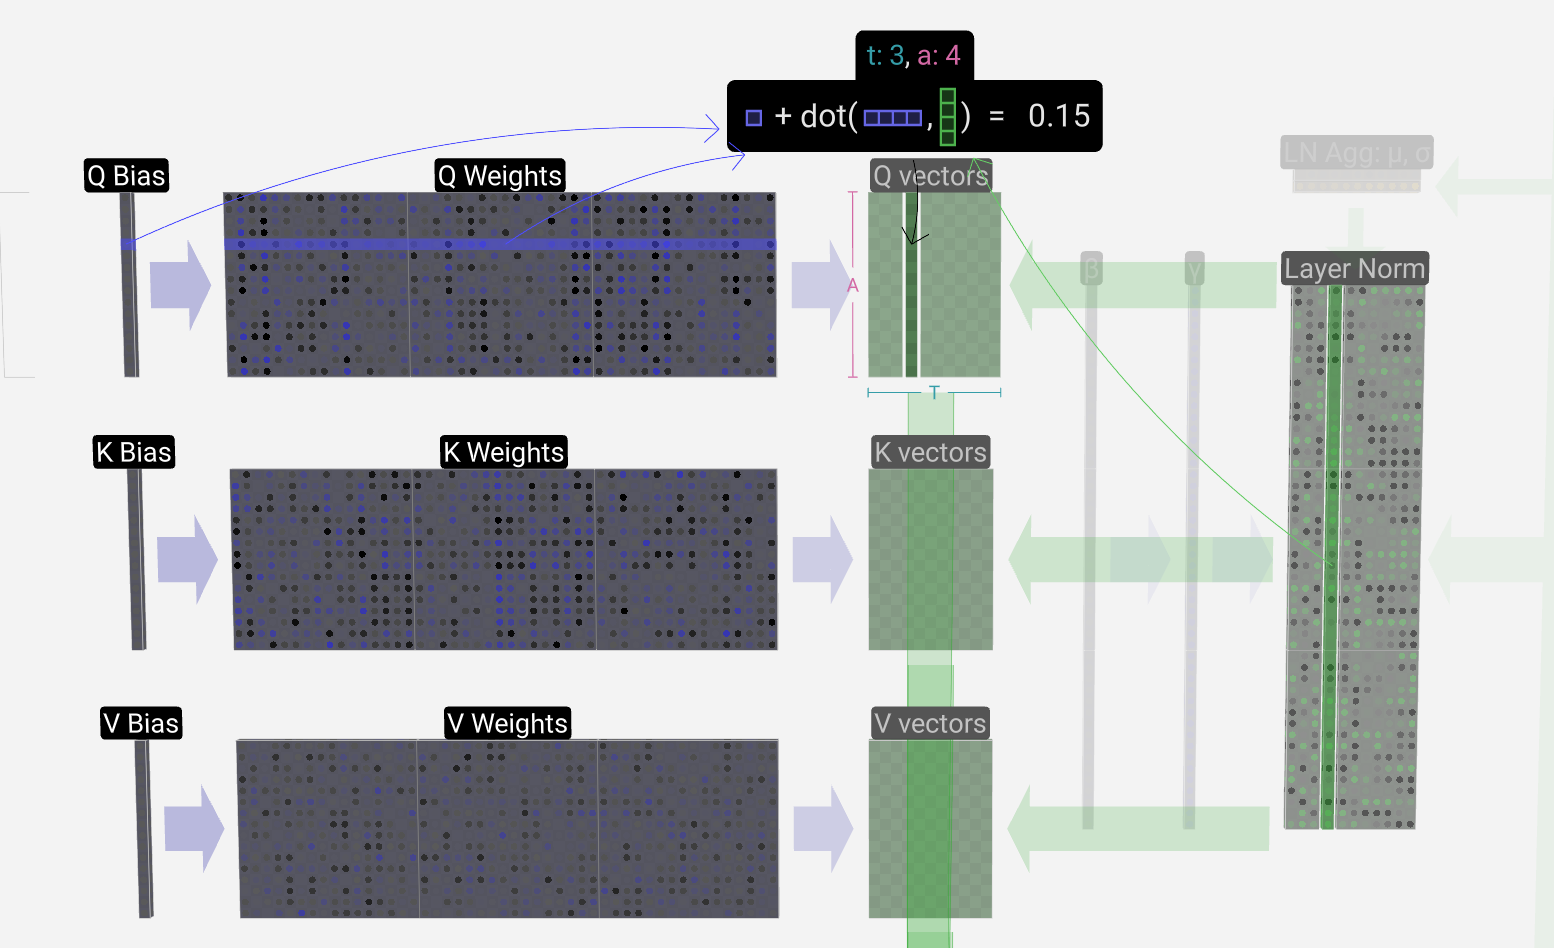 t: 3, a: 4
+ dot( , ) = 0.15
LN Agg: μ, σ
Q Bias
Q Weights
Q vectors
β
γ
Layer Norm
A
T
K Bias
K Weights
K vectors
V Bias
V Weights
V vectors